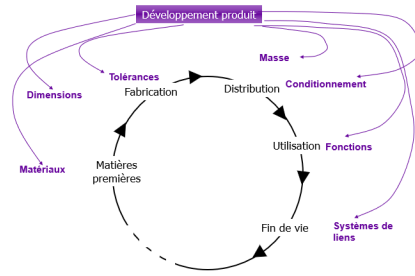 Développement produit
Masse
Tolérances
Fabrication
Distribution
Conditionnement
Dimensions
Utilisation
Fonctions
Matériaux
Matières
premières
Fin de vie
Systèmes de
liens